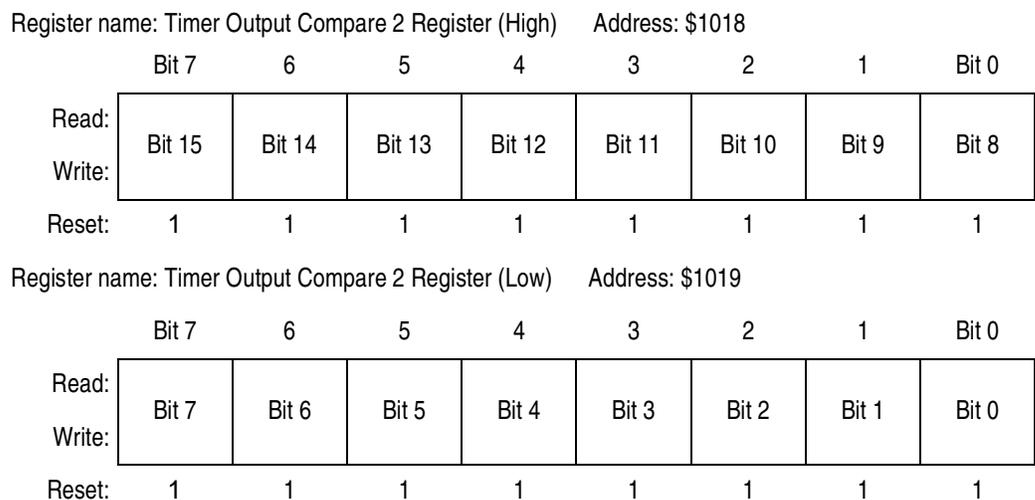 Register name: Timer Output Compare 2 Register (High) Address: $1018
Bit 7 6 5 4 3 2 1 Bit 0
Read:
Bit 15 Bit 14 Bit 13 Bit 12 Bit 11 Bit 10 Bit 9 Bit 8
Write:
Reset: 1 1 1 1 1 1 1 1
Register name: Timer Output Compare 2 Register (Low) Address: $1019
Bit 7 6 5 4 3 2 1 Bit 0
Read:
Bit 7 Bit 6 Bit 5 Bit 4 Bit 3 Bit 2 Bit 1 Bit 0
Write:
Reset: 1 1 1 1 1 1 1 1